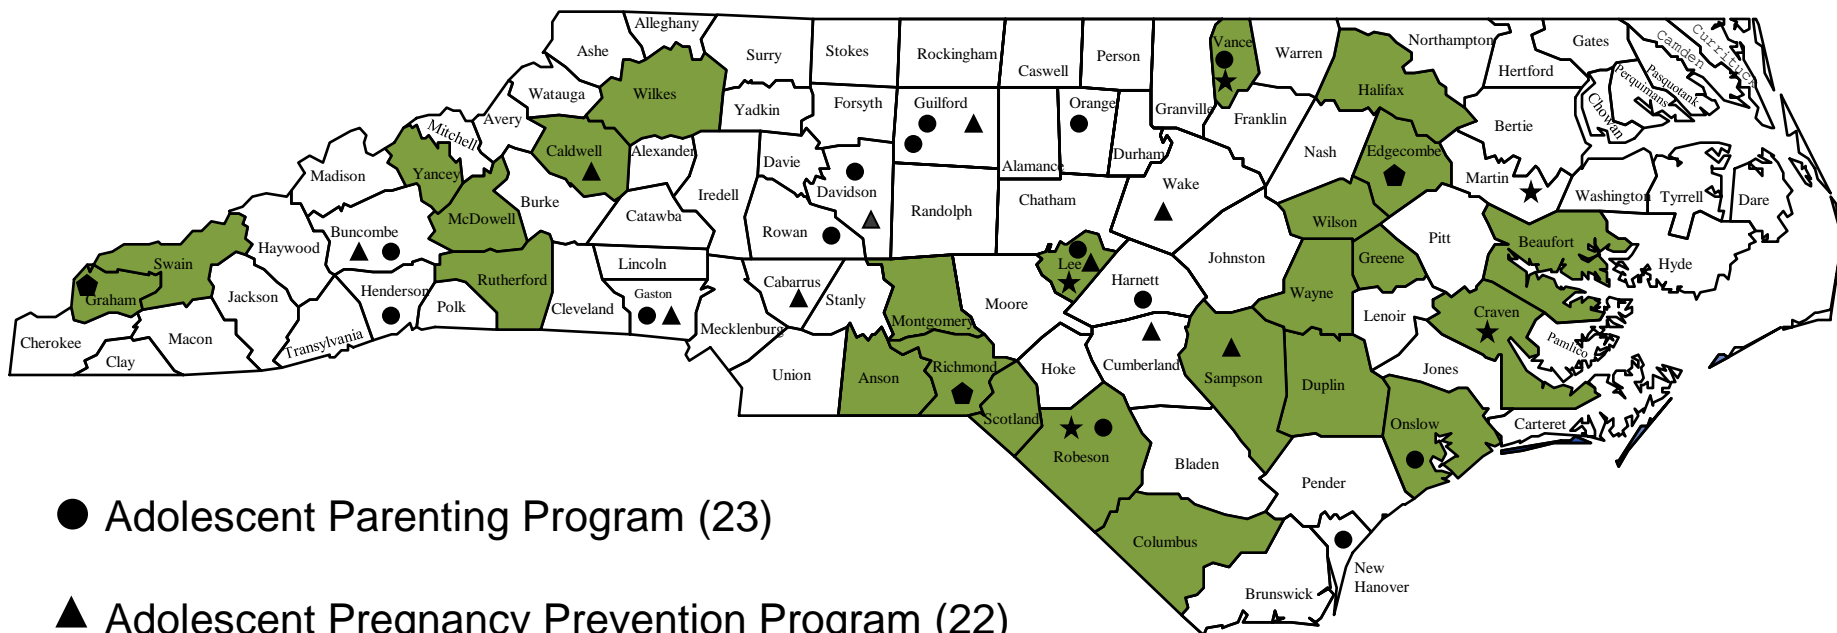 Alleghany
Ashe
Surry
Stokes
Rockingham
Caswell
Person
Vance
Warren
Northampton
Gates
Camden
Currituck
Hertford
Perquimans
Pasquotank
Chowan
Wilkes
Watauga
Yadkin
Forsyth
Guilford
Orange
Granville
Franklin
Halifax
Bertie
Mitchell
Avery
Caldwell
Alexander
Davie
Alamance
Durham
Nash
Edgecombe
Madison
Yancey
Burke
Iredell
Davidson
Wake
Martin
Washington
Tyrrell
Dare
McDowell
Catawba
Randolph
Chatham
Wilson
Haywood
Buncombe
Rowan
Pitt
Beaufort
Swain
Lincoln
Lee
Johnston
Greene
Hyde
Graham
Jackson
Henderson
Polk
Rutherford
Cleveland
Gaston
Cabarrus
Stanly
Moore
Harnett
Wayne
Lenoir
Craven
Cherokee
Clay
Macon
Transylvania
Mecklenburg
Montgomery
Pamlico
Union
Anson
Richmond
Hoke
Cumberland
Sampson
Duplin
Jones
Scotland
Robeson
Bladen
Onslow
Carteret
Pender
Columbus
Brunswick
New
Hanover
Adolescent Parenting Program (23)
Adolescent Pregnancy Prevention Program (22)